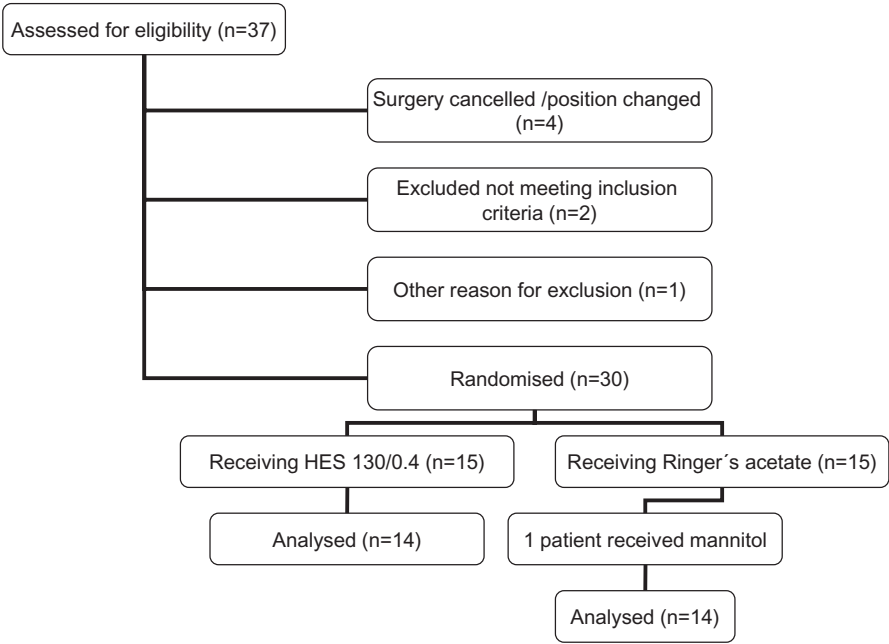 Assessed for eligibility (n=37)
Surgery cancelled /position changed
(n=4)
Excluded not meeting inclusion
criteria (n=2)
Other reason for exclusion (n=1)
Randomised (n=30)
Receiving HES 130/0.4 (n=15)
Receiving Ringer´s acetate (n=15)
Analysed (n=14)
1 patient received mannitol
Analysed (n=14)